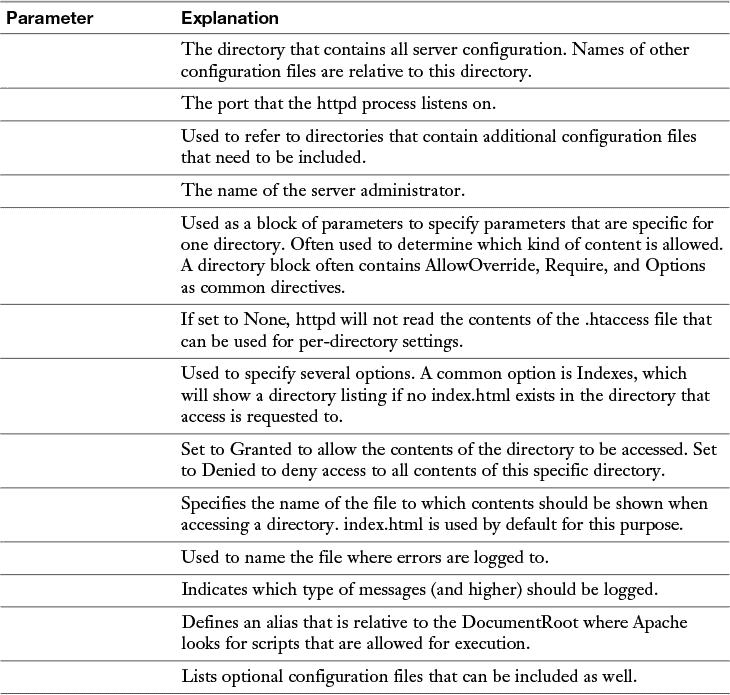 Parameter Explanation
The directory that contains all server configuration. Names of other
configuration files are relative to this directory.
The port that the httpd process listens on.
Used to refer to directories that contain additional configuration files
that need to be included.
The name of the server administrator.
Used as a block of parameters to specify parameters that are specific for
one directory. Often used to determine which kind of content is allowed.
A directory block often contains AllowOverride, Require, and Options
as common directives.
If set to None, httpd will not read the contents of the .htaccess file that
can be used for per-directory settings.
Used to specify several options. A common option is Indexes, which
will show a directory listing if no index.html exists in the directory that
access is requested to.
Set to Granted to allow the contents of the directory to be accessed. Set
to Denied to deny access to all contents of this specific directory.
Specifies the name of the file to which contents should be shown when
accessing a directory. index.html is used by default for this purpose.
Used to name the file where errors are logged to.
Indicates which type of messages (and higher) should be logged.
Defines an alias that is relative to the DocumentRoot where Apache
looks for scripts that are allowed for execution.
Lists optional configuration files that can be included as well.